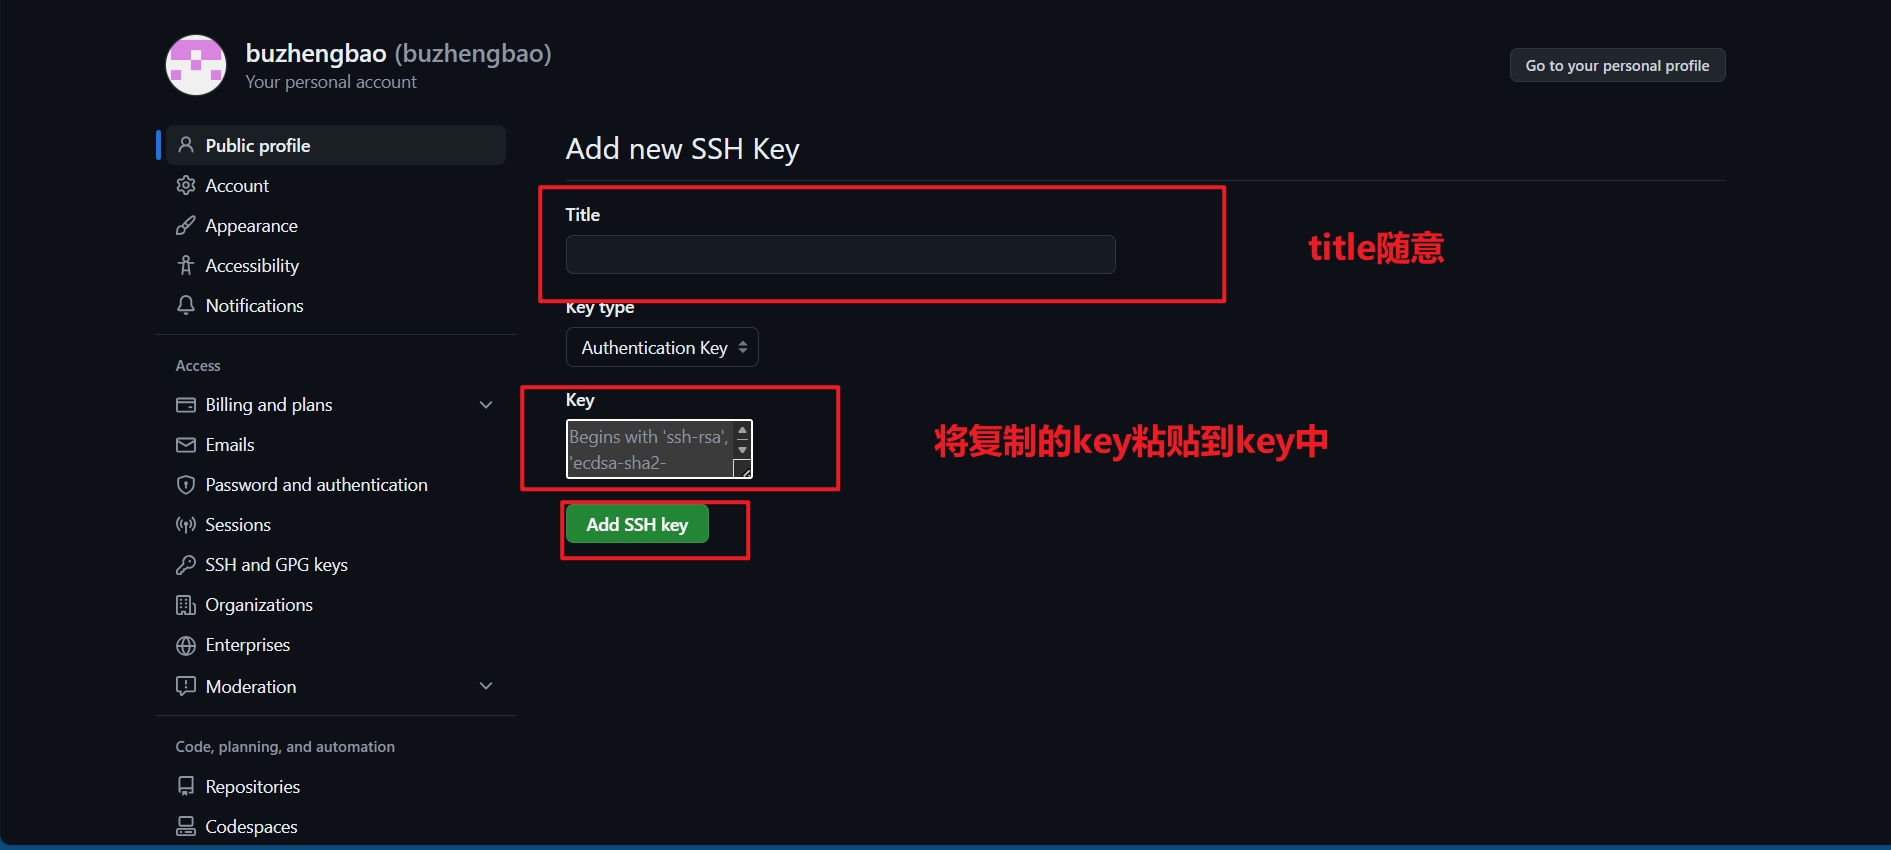 buzhengbao (buzhengbao)
Your personal account
Go to your personal profile
Public profile
Account
Appearance
Accessibility
Notifications
Access
Billing and plans
Emails
Password and authentication
Sessions
SSH and GPG keys
Organizations
Enterprises
Moderation
Code, planning, and automation
Repositories
Codespaces
Add new SSH Key
Title
title随意
Key type
Authentication Key
Key
Begins with 'ssh-rsa',
'ecdsa-sha2-
将复制的key粘贴到key中
Add SSH key